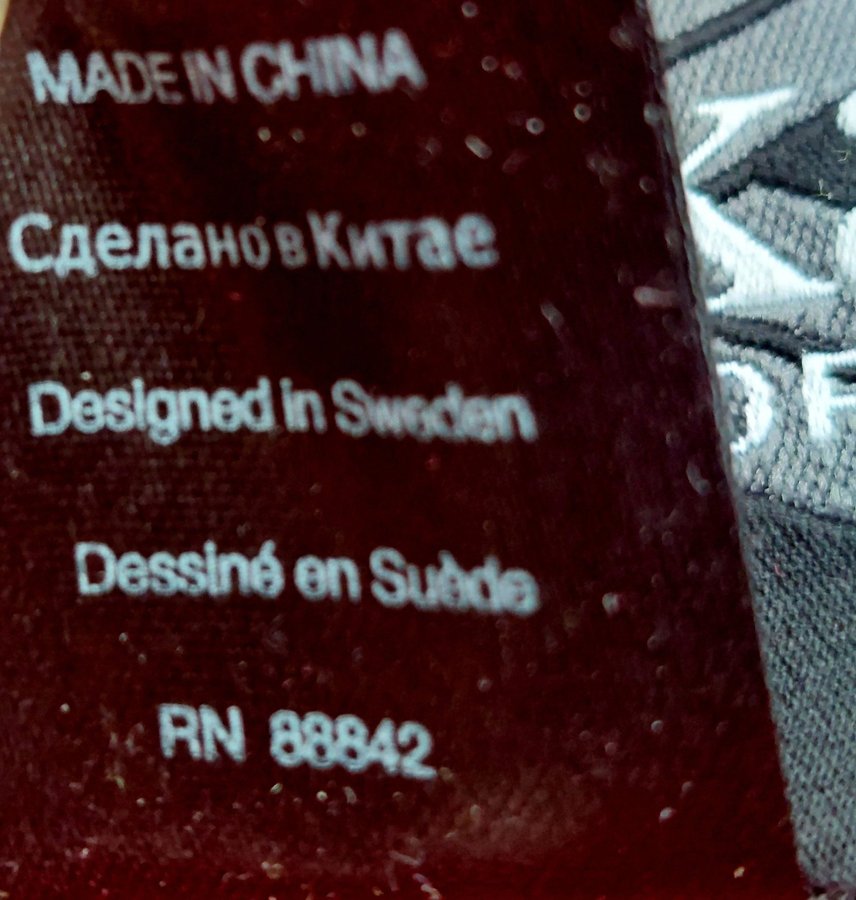 MADE IN CHINA
Сделано в Китае
Designed in Sweden
Dessiné en Suède
RN 88842